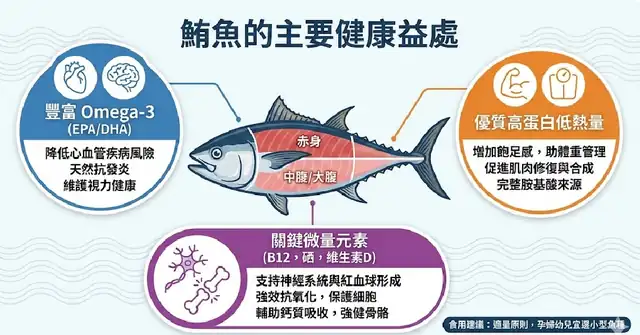 鮪魚的主要健康益處
豐富 Omega-3
(EPA/DHA)
降低心血管疾病風險
天然抗發炎
維護視力健康
赤身
中腹/大腹
優質高蛋白低熱量
增加飽足感，助體重管理
促進肌肉修復與合成
完整胺基酸來源
關鍵微量元素
(B12，硒，維生素D)
支持神經系統與紅血球形成
強效抗氧化，保護細胞
輔助鈣質吸收，強健骨骼
食用建議：適量原則，孕婦幼兒宜選小型魚種